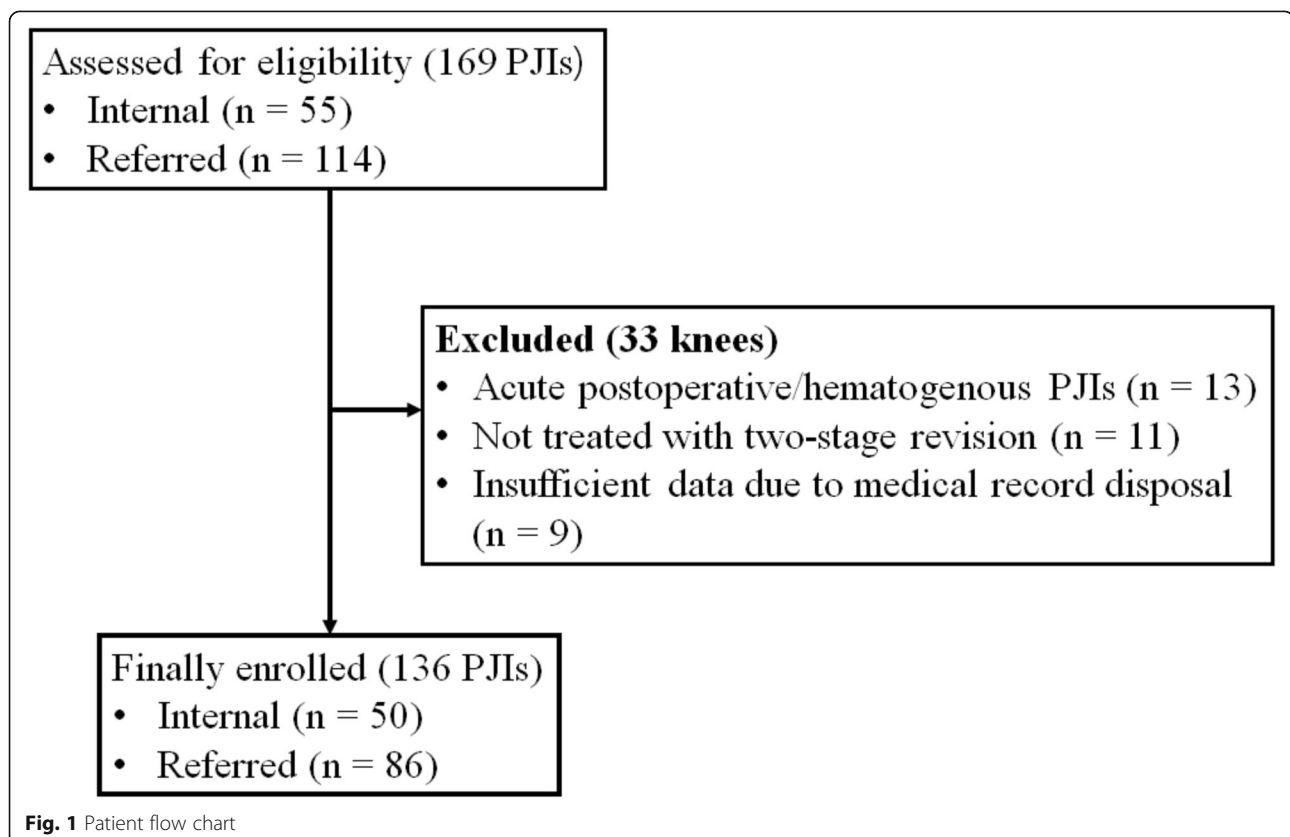 Assessed for eligibility (169 PJIs)
• Internal (n = 55)
• Referred (n = 114)
Excluded (33 knees)
• Acute postoperative/hematogenous PJIs (n = 13)
• Not treated with two-stage revision (n = 11)
• Insufficient data due to medical record disposal
(n = 9)
Finally enrolled (136 PJIs)
• Internal (n = 50)
• Referred (n = 86)
Fig. 1 Patient flow chart